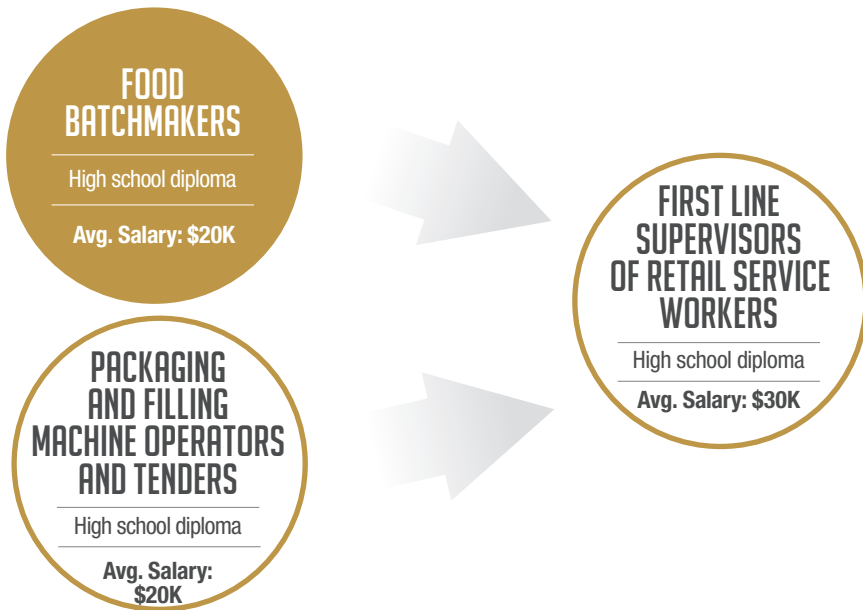 FOOD
BATCHMAKERS
High school diploma
Avg. Salary: $20K
PACKAGING
AND FILLING
MACHINE OPERATORS
AND TENDERS
High school diploma
Avg. Salary:
$20K
FIRST LINE
SUPERVISORS
OF RETAIL SERVICE
WORKERS
High school diploma
Avg. Salary: $30K